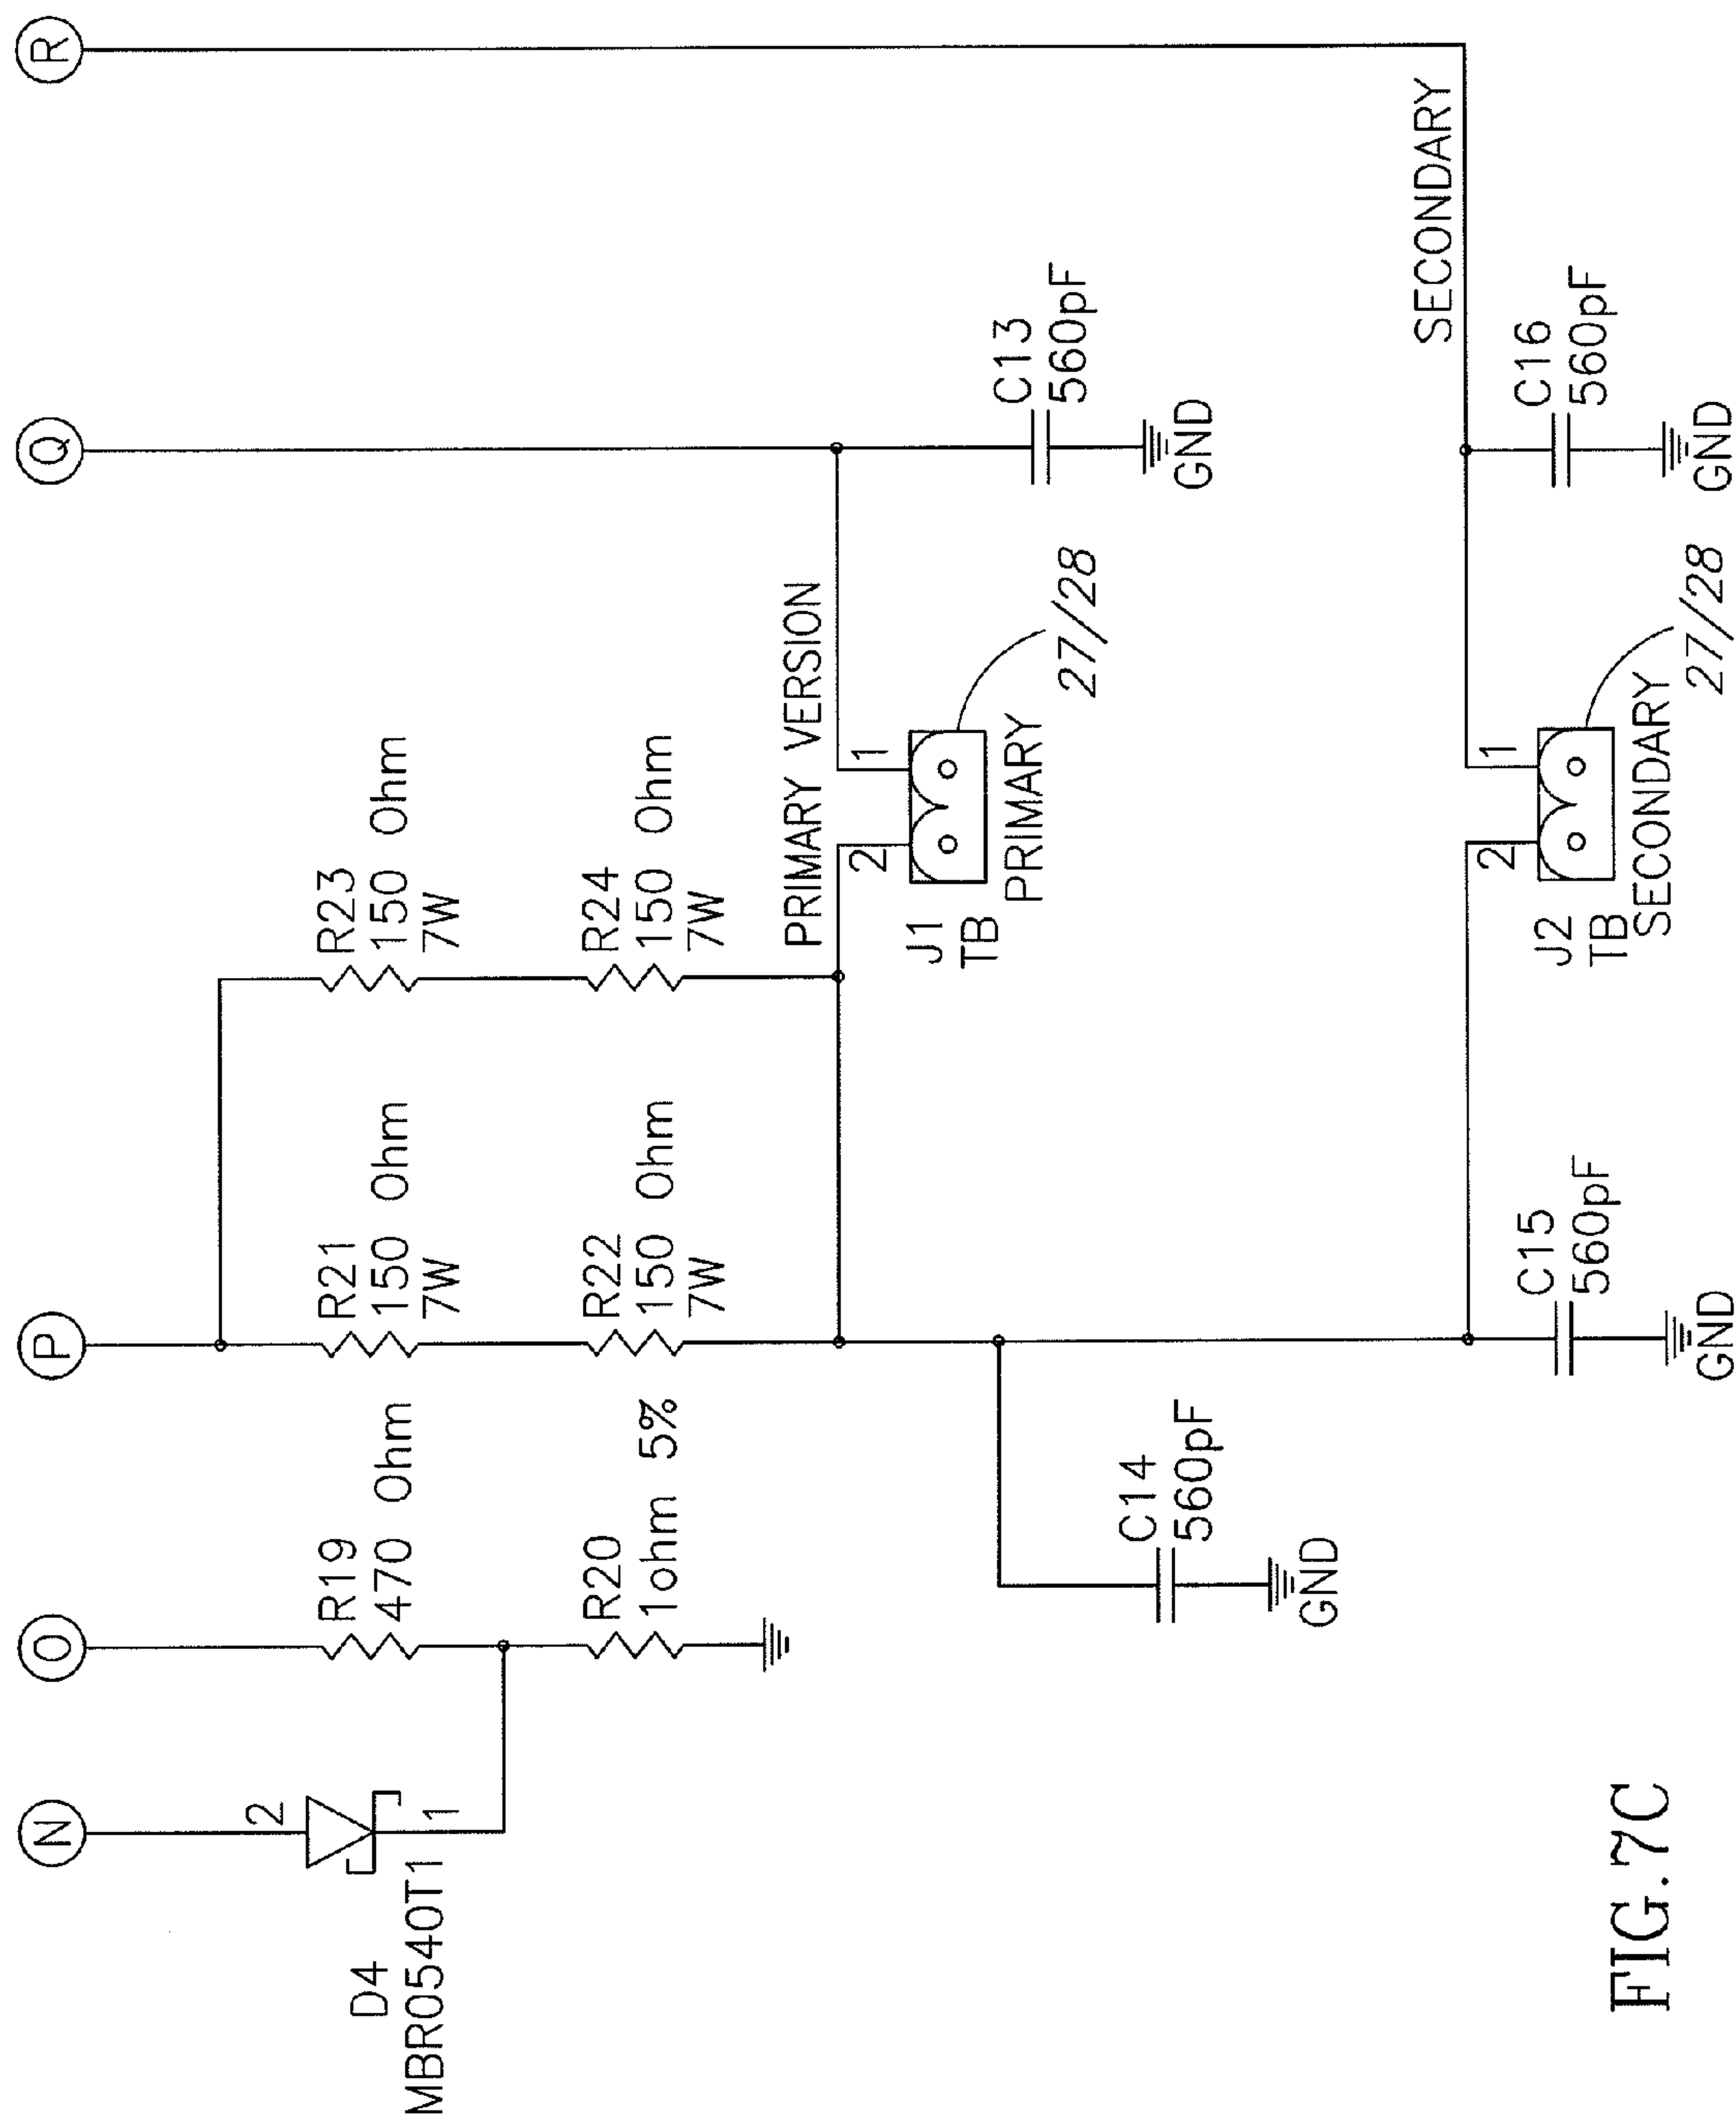 N
O
P
Q
R
D4
MBR0540T1
2
1
R19
470 Ohm
R20
1ohm 5%
R21
150 Ohm
7W
R22
150 Ohm
7W
R23
150 Ohm
7W
R24
150 Ohm
7W
PRIMARY VERSION
2
1
J1
TB
PRIMARY
27/28
C13
560pF
GND
C14
560pF
GND
SECONDARY
2
1
J2
TB
SECONDARY
27/28
C15
560pF
GND
C16
560pF
GND
FIG.7C